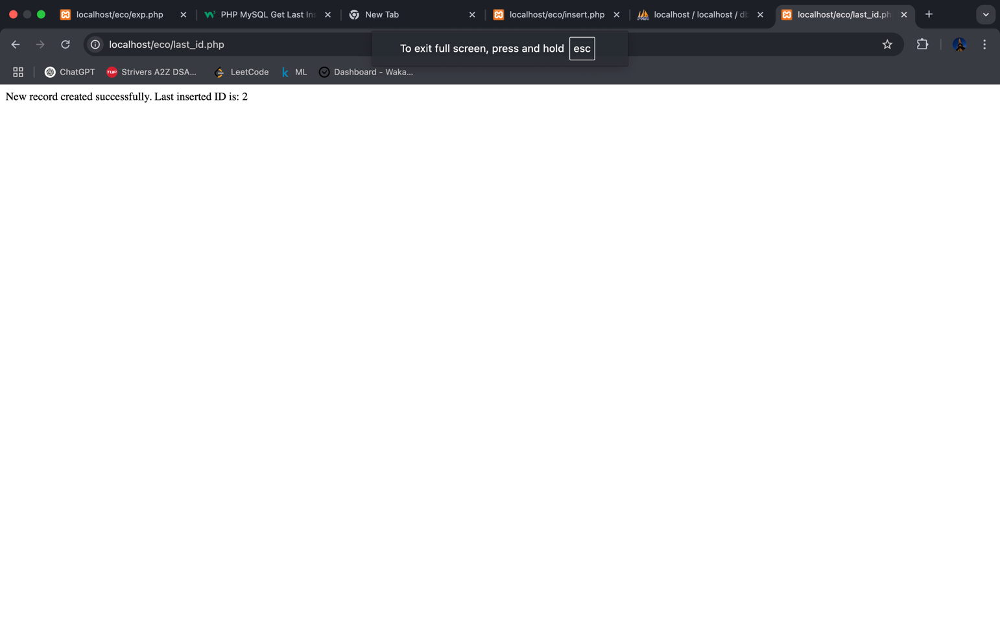 localhost/eco/exp.php
PHP MySQL Get Last Ins
New Tab
localhost/eco/insert.php
localhost / localhost / db
localhost/eco/last_id.ph
localhost/eco/last_id.php
To exit full screen, press and hold esc
ChatGPT
TUF Strivers A2Z DSA...
LeetCode
k ML
Dashboard - Waka...
New record created successfully. Last inserted ID is: 2